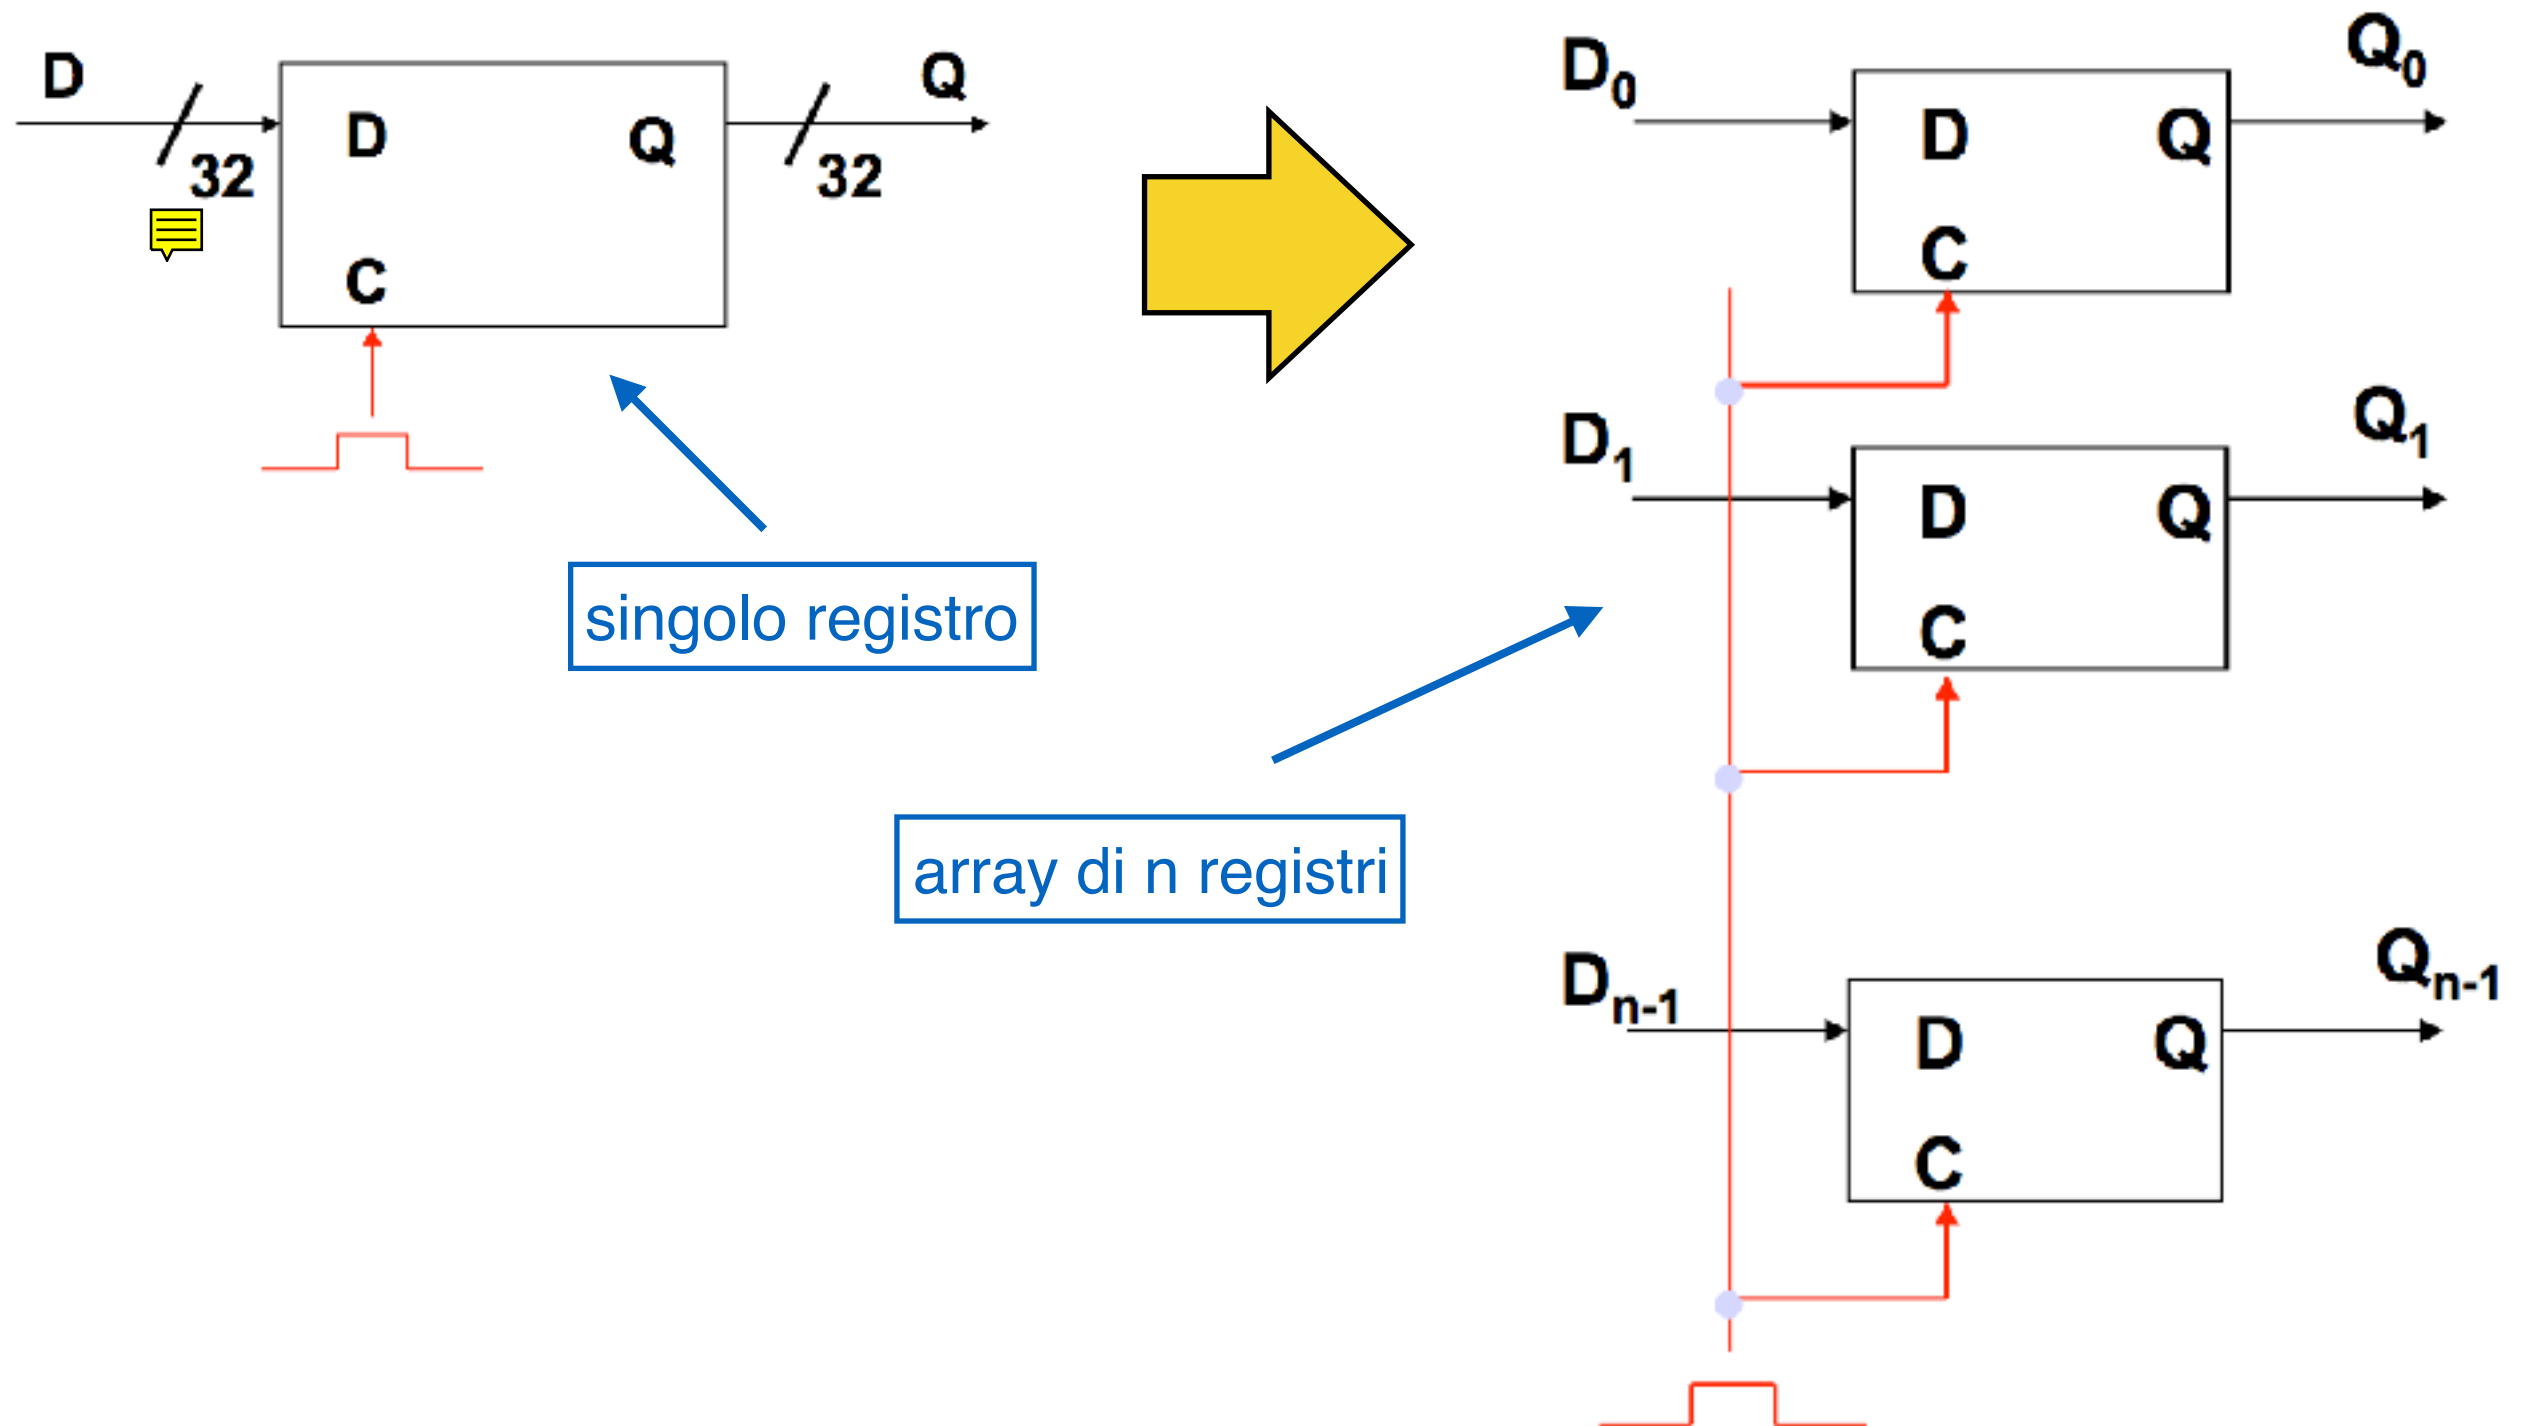 D
Q
32
32
D
Q
C
singolo registro
array di n registri
D0
Q0
D
Q
C
D1
Q1
D
Q
C
Dn-1
Qn-1
D
Q
C